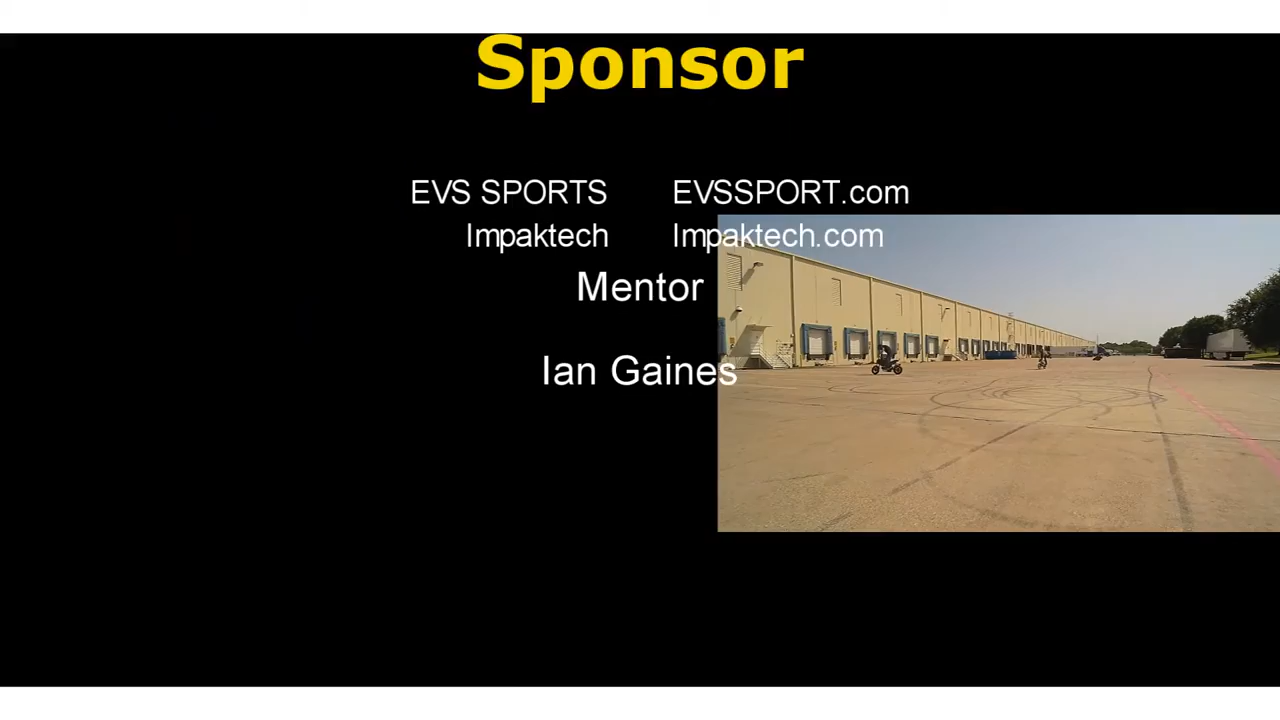 Sponsor
EVS SPORTS EVSSPORT.com
Impaktech Impaktech.com
Mentor
Ian Gaines